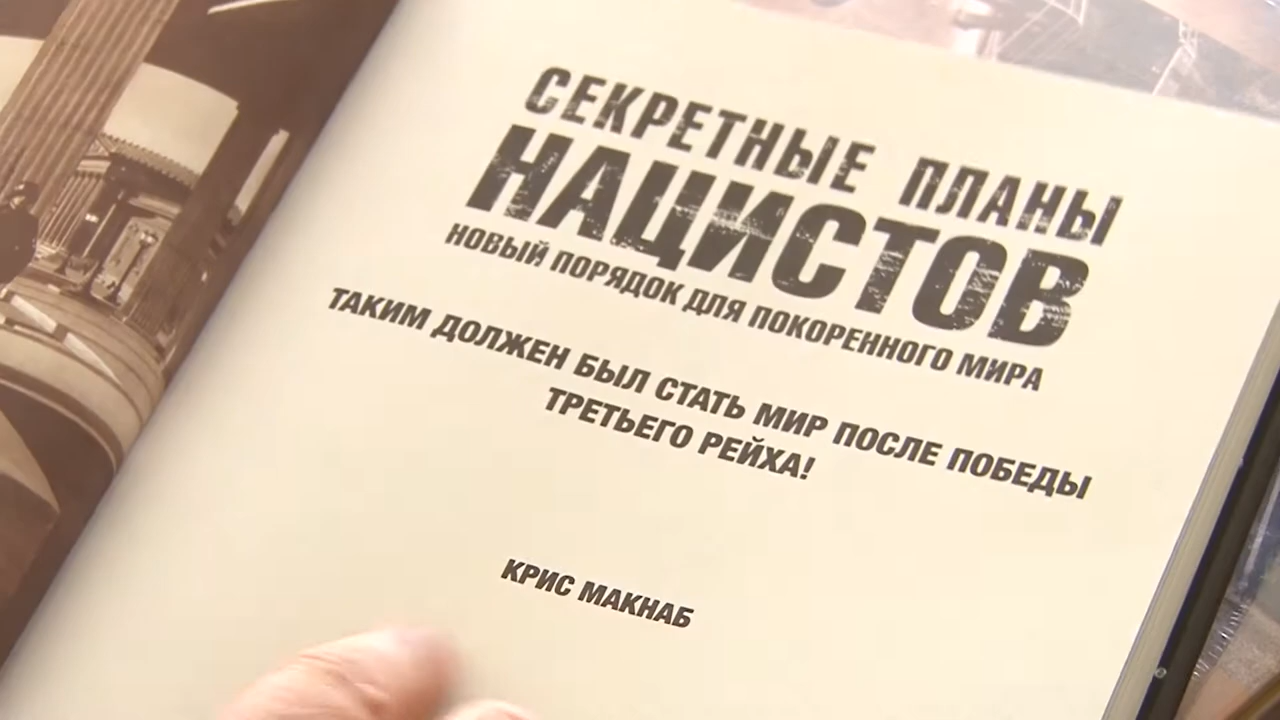 СЕКРЕТНЫЕ ПЛАНЫ
НАЦИСТОВ
НОВЫЙ ПОРЯДОК ДЛЯ ПОКОРЕННОГО МИРА
ТАКИМ ДОЛЖЕН БЫЛ СТАТЬ МИР ПОСЛЕ ПОБЕДЫ
ТРЕТЬЕГО РЕЙХА!
КРИС МАКНАБ